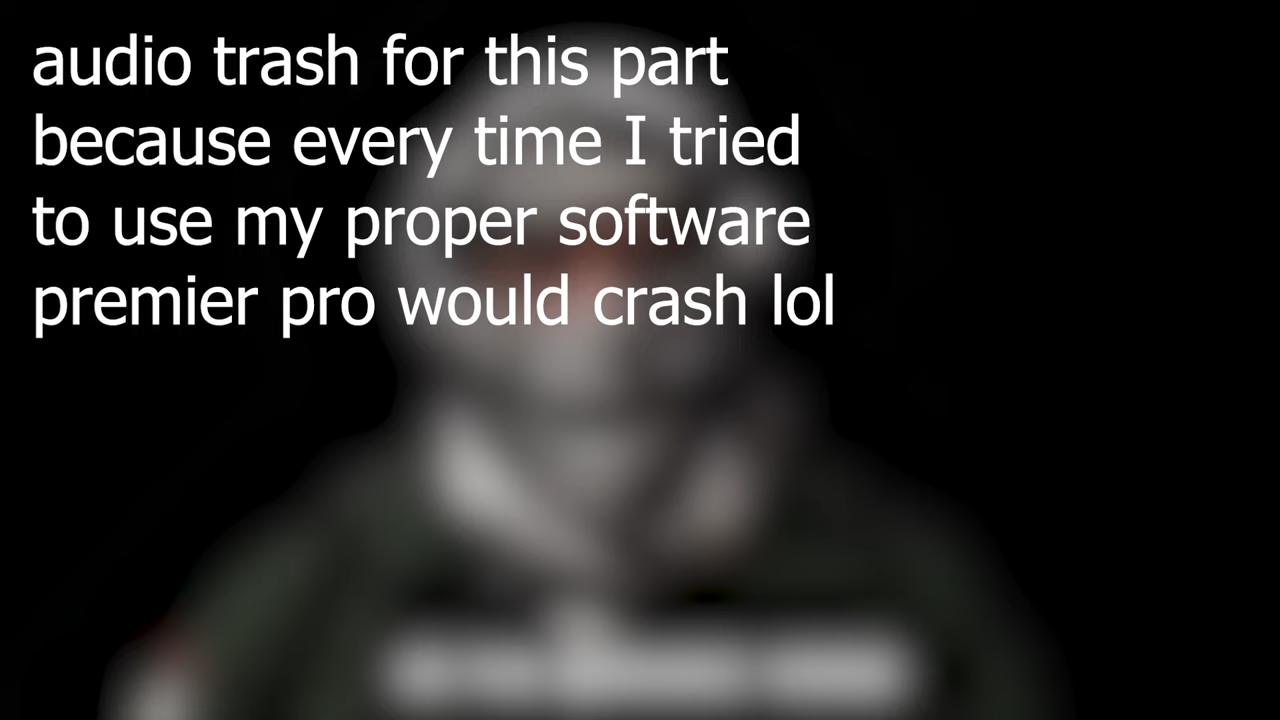 audio trash for this part
because every time I tried
to use my proper software
premier pro would crash lol